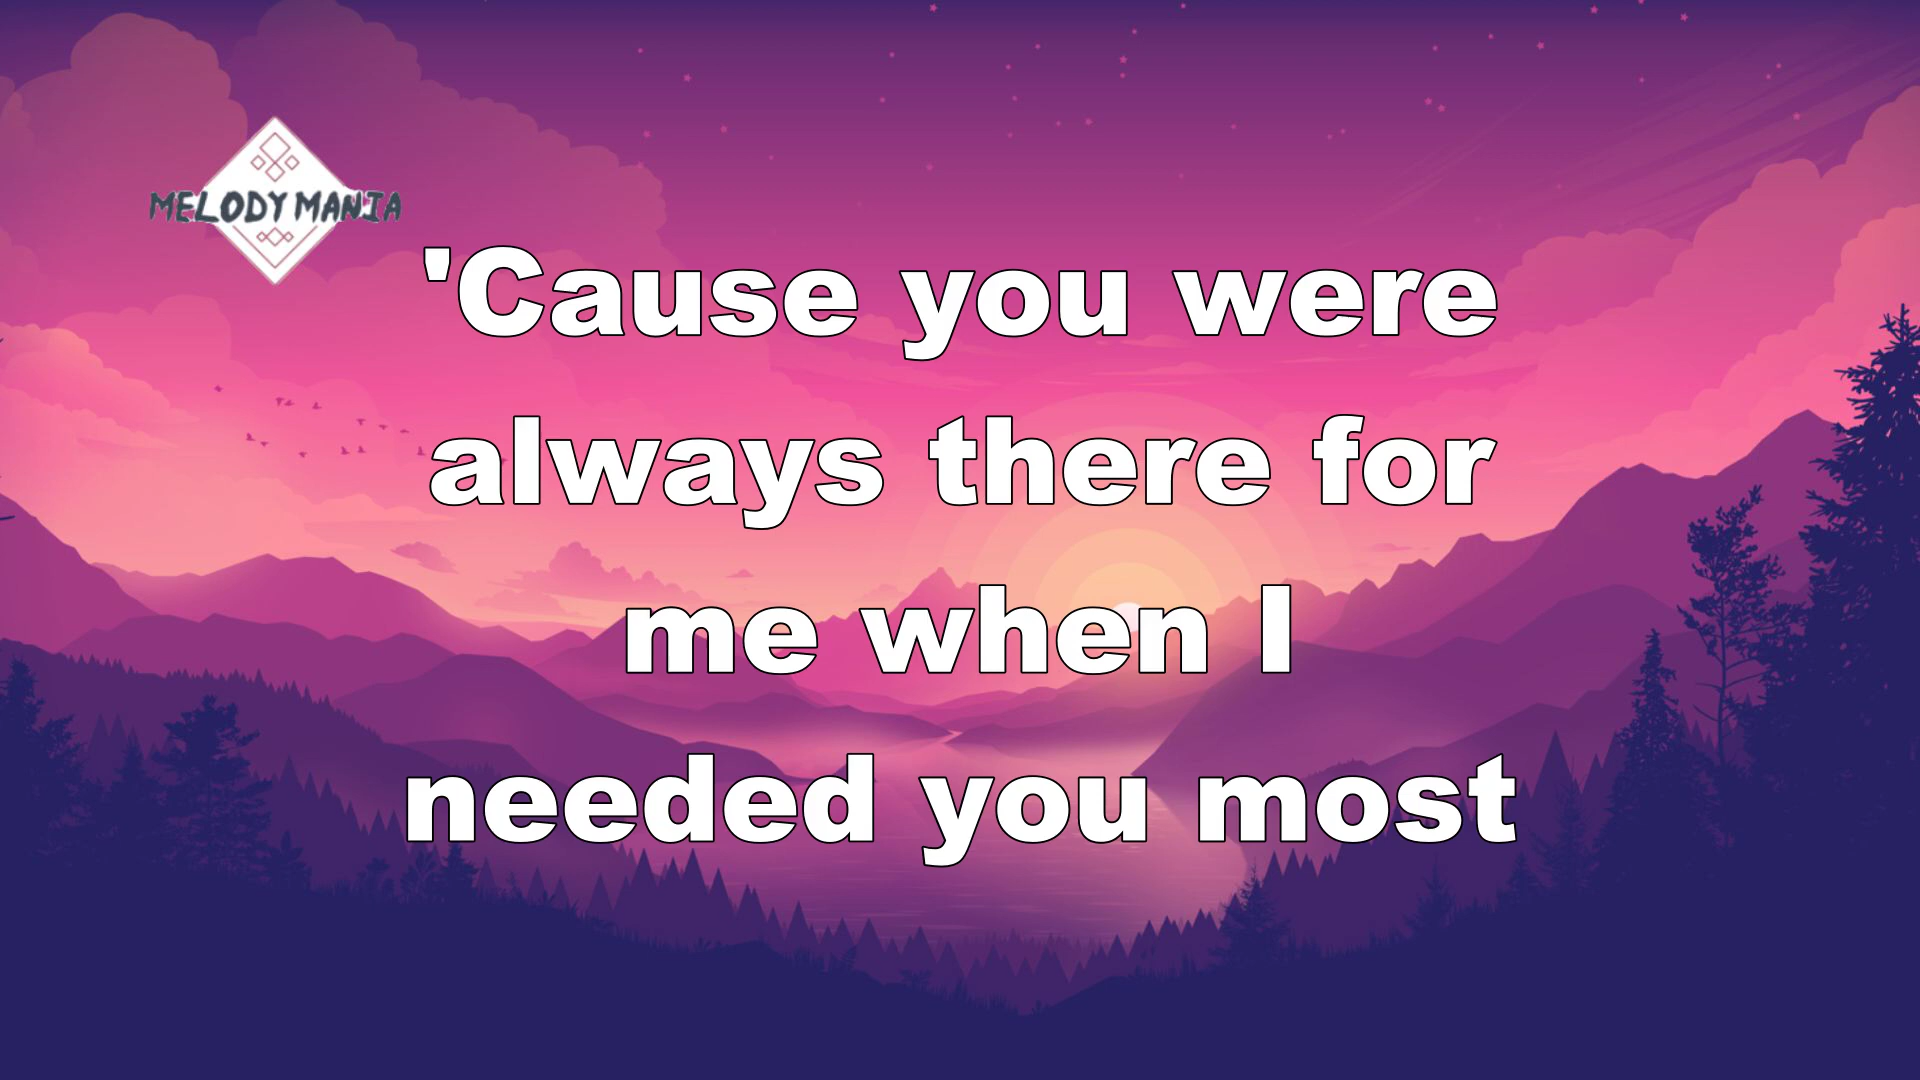 MELODY MANIA
'Cause you were
always there for
me when I
needed you most